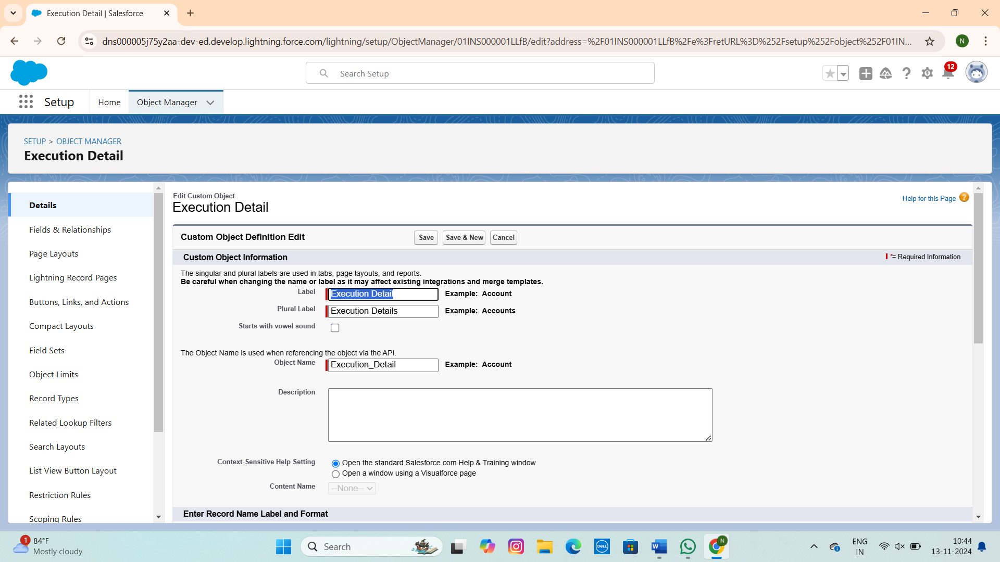 Execution Detail | Salesforce
dns000005j75y2aa-dev-ed.develop.lightning.force.com/lightning/setup/ObjectManager/01INS000001LLfB/edit?address=%2F01INS000001LLfB%2Fe%3FretURL%3D%252Fsetup%252Fobject%252F01IN...
N
Search Setup
12
Setup
Home
Object Manager
SETUP > OBJECT MANAGER
Execution Detail
Details
Fields & Relationships
Page Layouts
Lightning Record Pages
Buttons, Links, and Actions
Compact Layouts
Field Sets
Object Limits
Record Types
Related Lookup Filters
Search Layouts
List View Button Layout
Restriction Rules
Scoping Rules
Edit Custom Object
Execution Detail
Help for this Page ?
Custom Object Definition Edit
Save
Save & New
Cancel
Custom Object Information
*= Required Information
The singular and plural labels are used in tabs, page layouts, and reports.
Be careful when changing the name or label as it may affect existing integrations and merge templates.
Label
Execution Detail
Example: Account
Plural Label
Execution Details
Example: Accounts
Starts with vowel sound
The Object Name is used when referencing the object via the API.
Object Name
Execution_Detail
Example: Account
Description
Context-Sensitive Help Setting
Open the standard Salesforce.com Help & Training window
Open a window using a Visualforce page
Content Name
--None--
Enter Record Name Label and Format
1
84°F
Mostly cloudy
Search
DELL
W
N
ENG
IN
10:44
13-11-2024